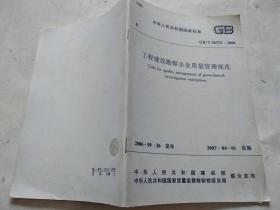 中华人民共和国国家标准
GB
GB/T 50379—2006
工程建设勘察企业质量管理规范
Code for quality management of geotechnical
investigation enterprises
2006-09-26 发布
2007-04-01 实施
中华人民共和国建设部
中华人民共和国国家质量监督检验检疫总局
联合发布